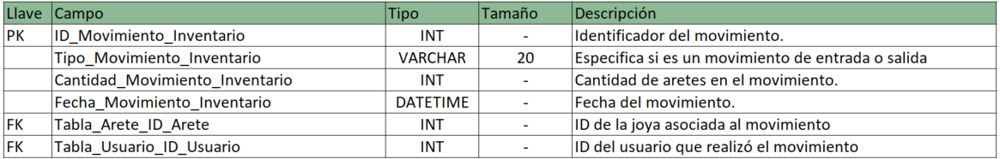 Llave Campo Tipo Tamaño Descripción
PK ID_Movimiento_Inventario INT - Identificador del movimiento.
Tipo_Movimiento_Inventario VARCHAR 20 Especifica si es un movimiento de entrada o salida
Cantidad_Movimiento_Inventario INT - Cantidad de aretes en el movimiento.
Fecha_Movimiento_Inventario DATETIME - Fecha del movimiento.
FK Tabla_Arete_ID_Arete INT - ID de la joya asociada al movimiento
FK Tabla_Usuario_ID_Usuario INT - ID del usuario que realizó el movimiento